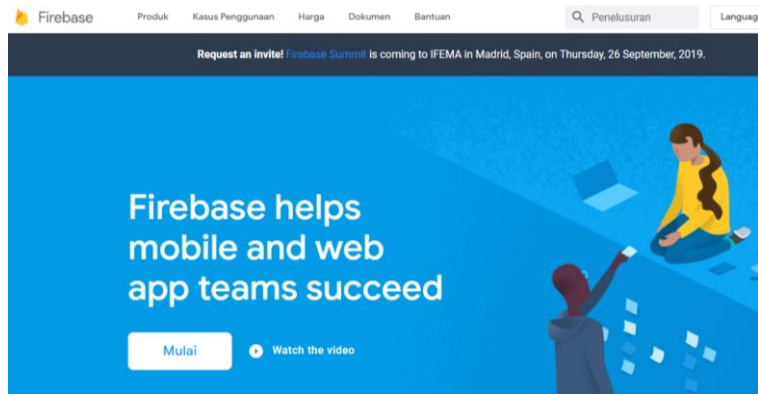 Firebase
Produk Kasus Penggunaan Harga Dokumen Bantuan Penelusuran Languag
Request an invite! Firebase Summit is coming to IFEMA in Madrid, Spain, on Thursday, 26 September, 2019.
Firebase helps
mobile and web
app teams succeed
Mulai Watch the video